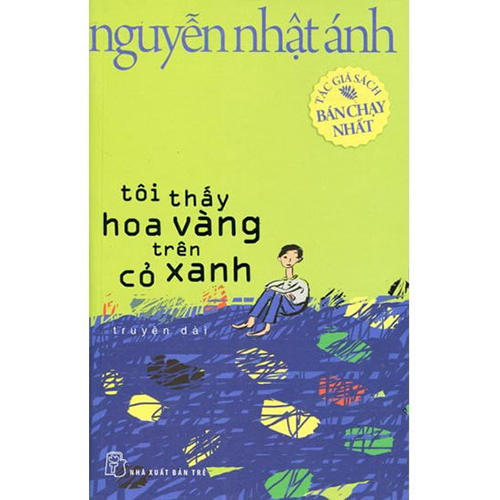 nguyễn nhật ánh
TÁC GIẢ SÁCH
BÁN CHẠY
NHẤT
tôi thấy
hoa vàng
trên
cỏ xanh
truyện dài
NHÀ XUẤT BẢN TRẺ